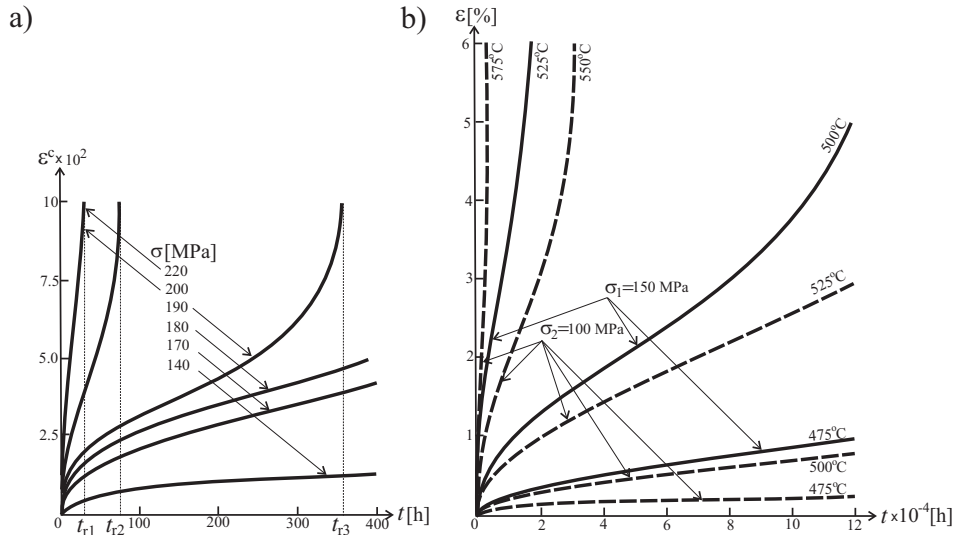 a)
εᶜ×10²
10
7.5
5.0
2.5
0
σ[MPa]
220
200
190
180
170
140
tr1
tr2
100
200
300
tr3
400
t[h]
b)
ε[%]
6
5
4
3
2
1
0
575°C
525°C
550°C
500°C
525°C
σ₁=150 MPa
σ₂=100 MPa
475°C
500°C
475°C
2
4
6
8
10
12
t×10⁻⁴[h]